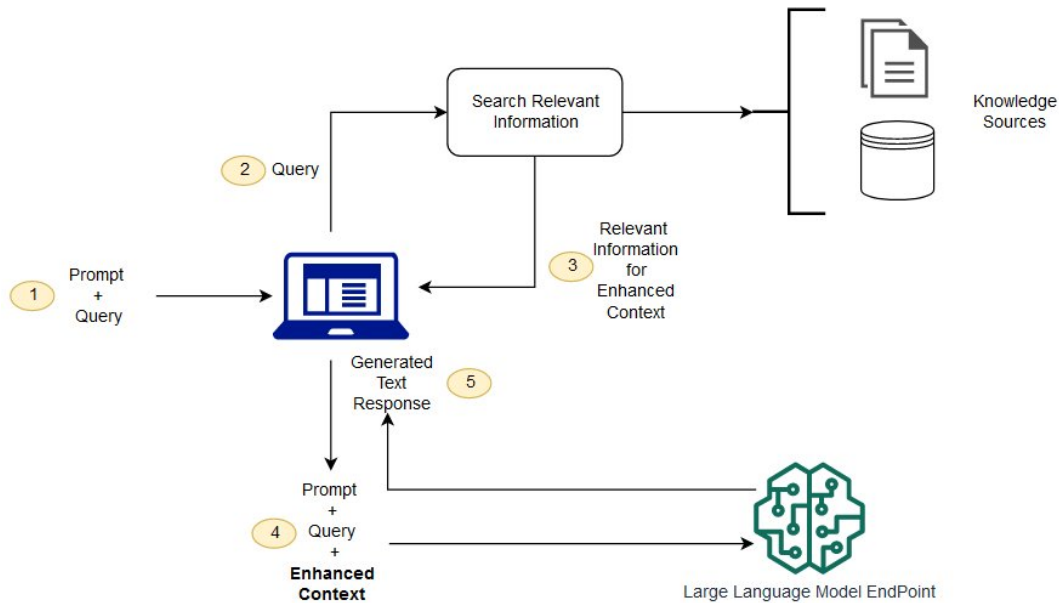 Search Relevant
Information
Knowledge
Sources
2
Query
1
Prompt
+
Query
3
Relevant
Information
for
Enhanced
Context
Generated
Text
Response
5
4
Prompt
+
Query
+
Enhanced
Context
Large Language Model EndPoint